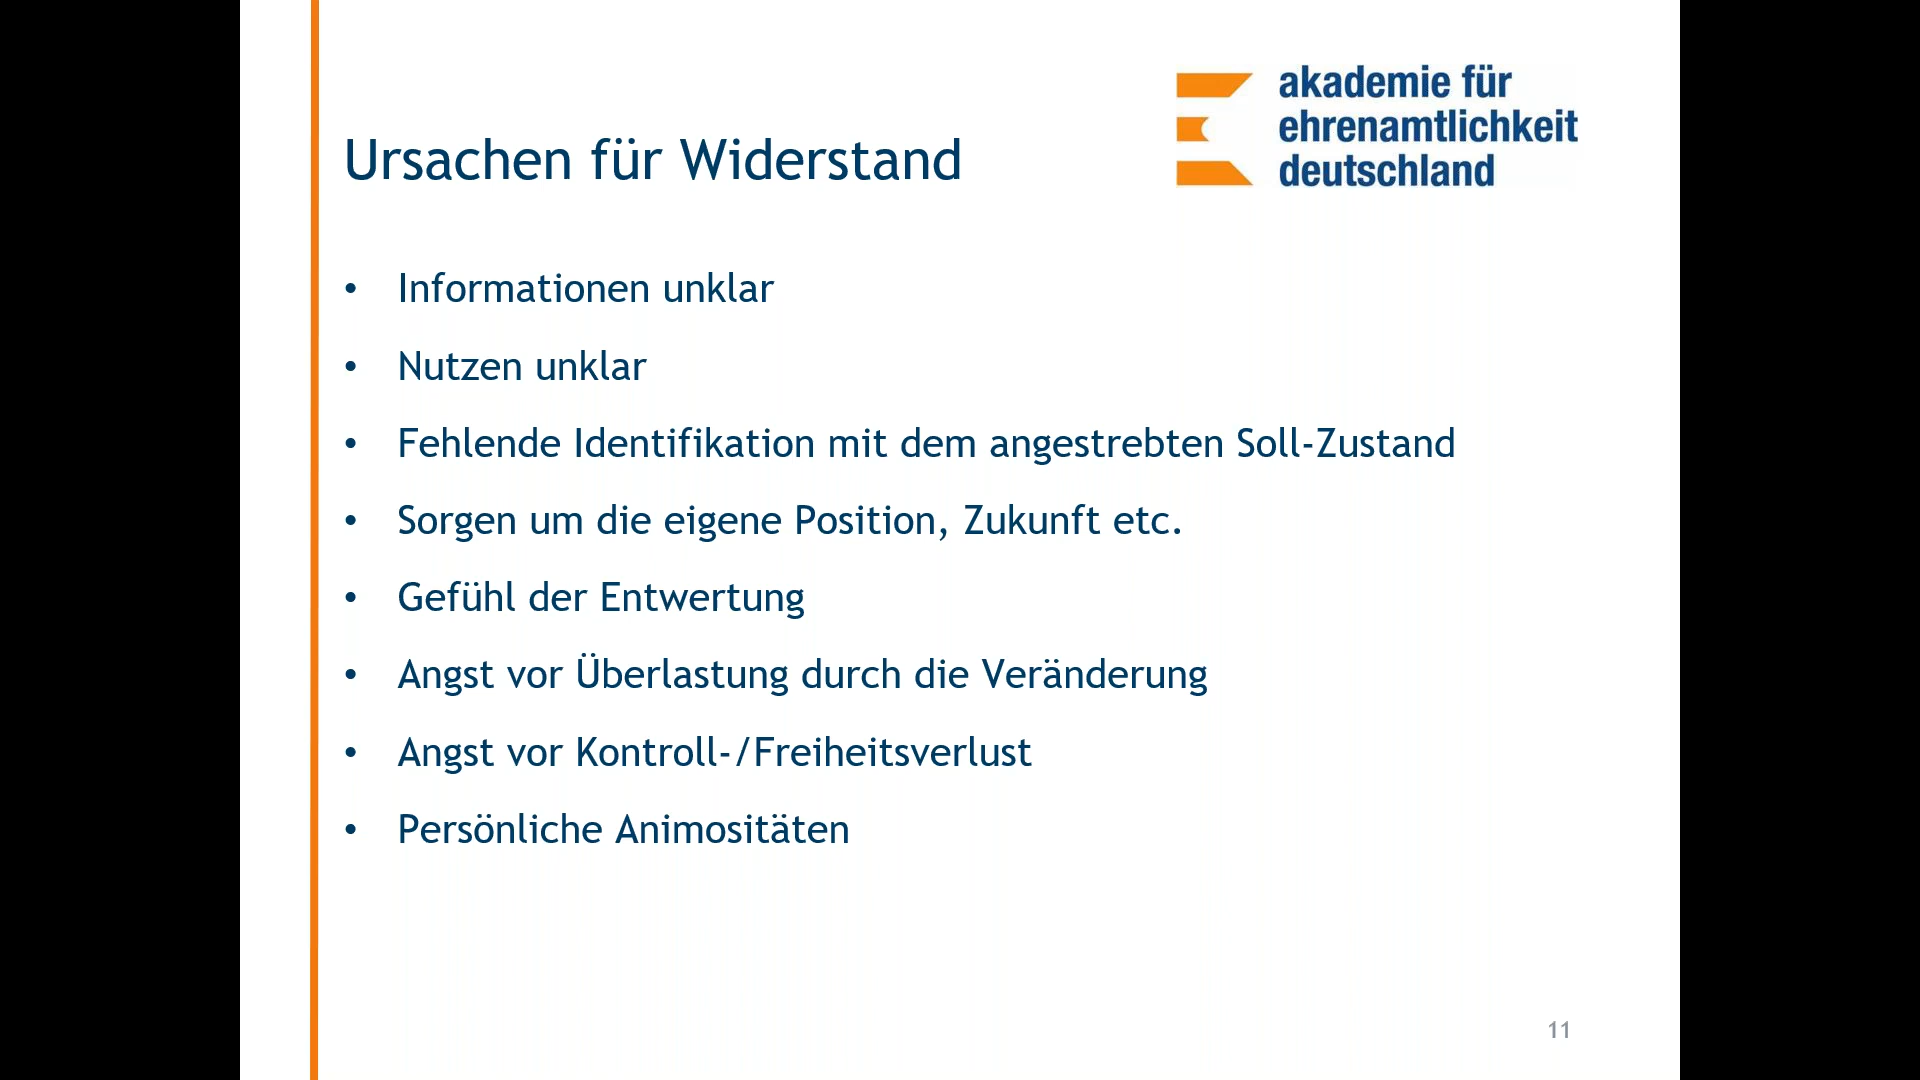 akademie für
ehrenamtlichkeit
deutschland
Ursachen für Widerstand
• Informationen unklar
• Nutzen unklar
• Fehlende Identifikation mit dem angestrebten Soll-Zustand
• Sorgen um die eigene Position, Zukunft etc.
• Gefühl der Entwertung
• Angst vor Überlastung durch die Veränderung
• Angst vor Kontroll-/Freiheitsverlust
• Persönliche Animositäten
11